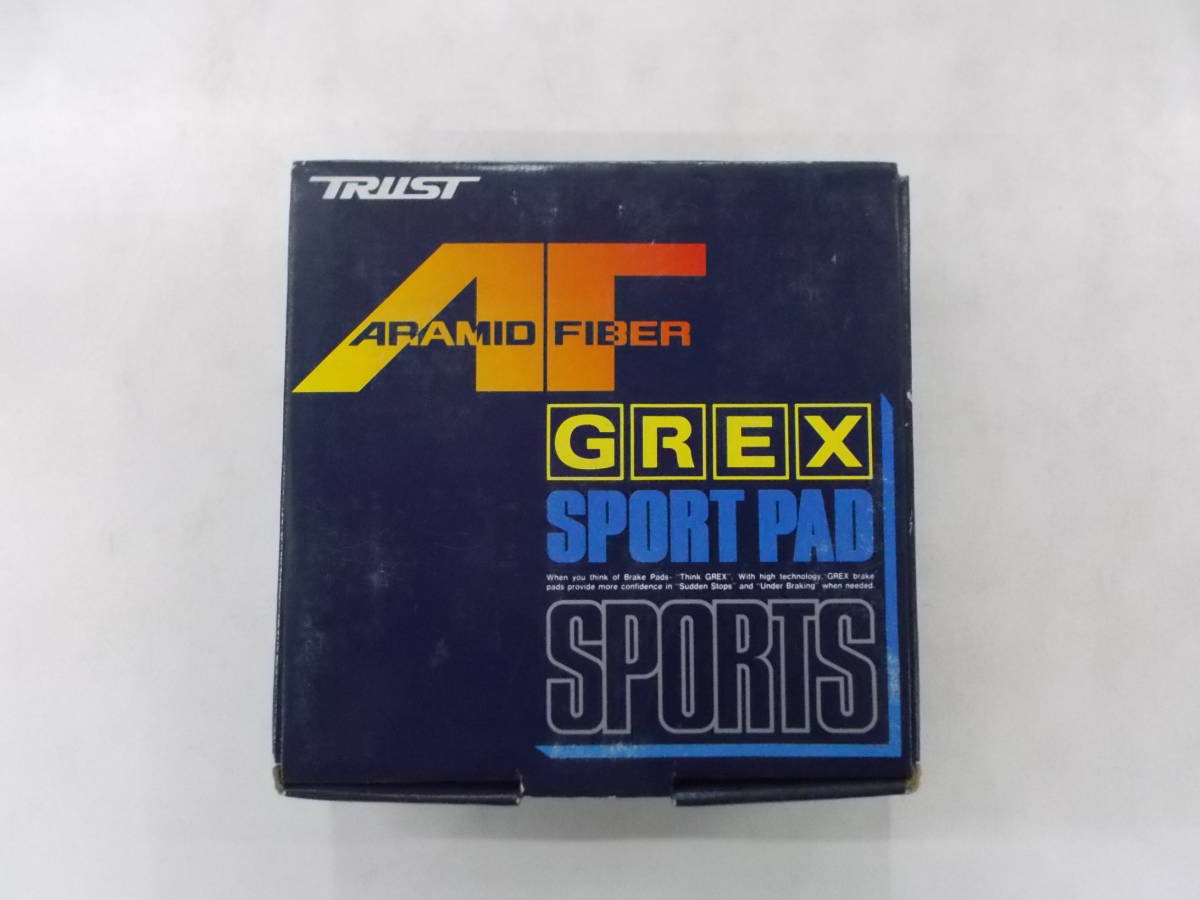 TRUST
AF
ARAMID FIBER
GREX
SPORT PAD
When you think of Brake Pads- "Think GREX". With high technology, "GREX brake
pads provide more confidence in "Sudden Stops" and "Under Braking" when needed.
SPORTS